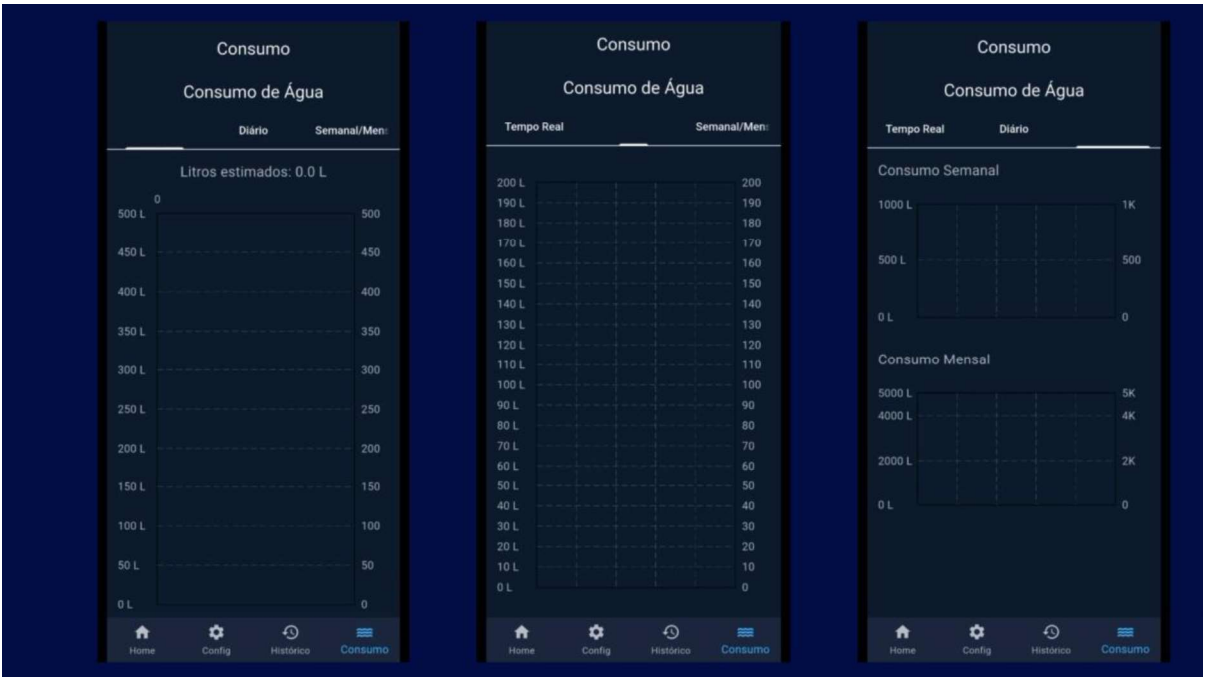 Consumo
Consumo de Água
Diário Semanal/Men
Litros estimados: 0.0 L
0
500 L 500
450 L 450
400 L 400
350 L 350
300 L 300
250 L 250
200 L 200
150 L 150
100 L 100
50 L 50
0 L 0
Home Config Histórico Consumo
Consumo
Consumo de Água
Tempo Real Semanal/Men
200 L 200
190 L 190
180 L 180
170 L 170
160 L 160
150 L 150
140 L 140
130 L 130
120 L 120
110 L 110
100 L 100
90 L 90
80 L 80
70 L 70
60 L 60
50 L 50
40 L 40
30 L 30
20 L 20
10 L 10
0 L 0
Home Config Histórico Consumo
Consumo
Consumo de Água
Tempo Real Diário
Consumo Semanal
1000 L 1K
500 L 500
0 L 0
Consumo Mensal
5000 L 5K
4000 L 4K
2000 L 2K
0 L 0
Home Config Histórico Consumo